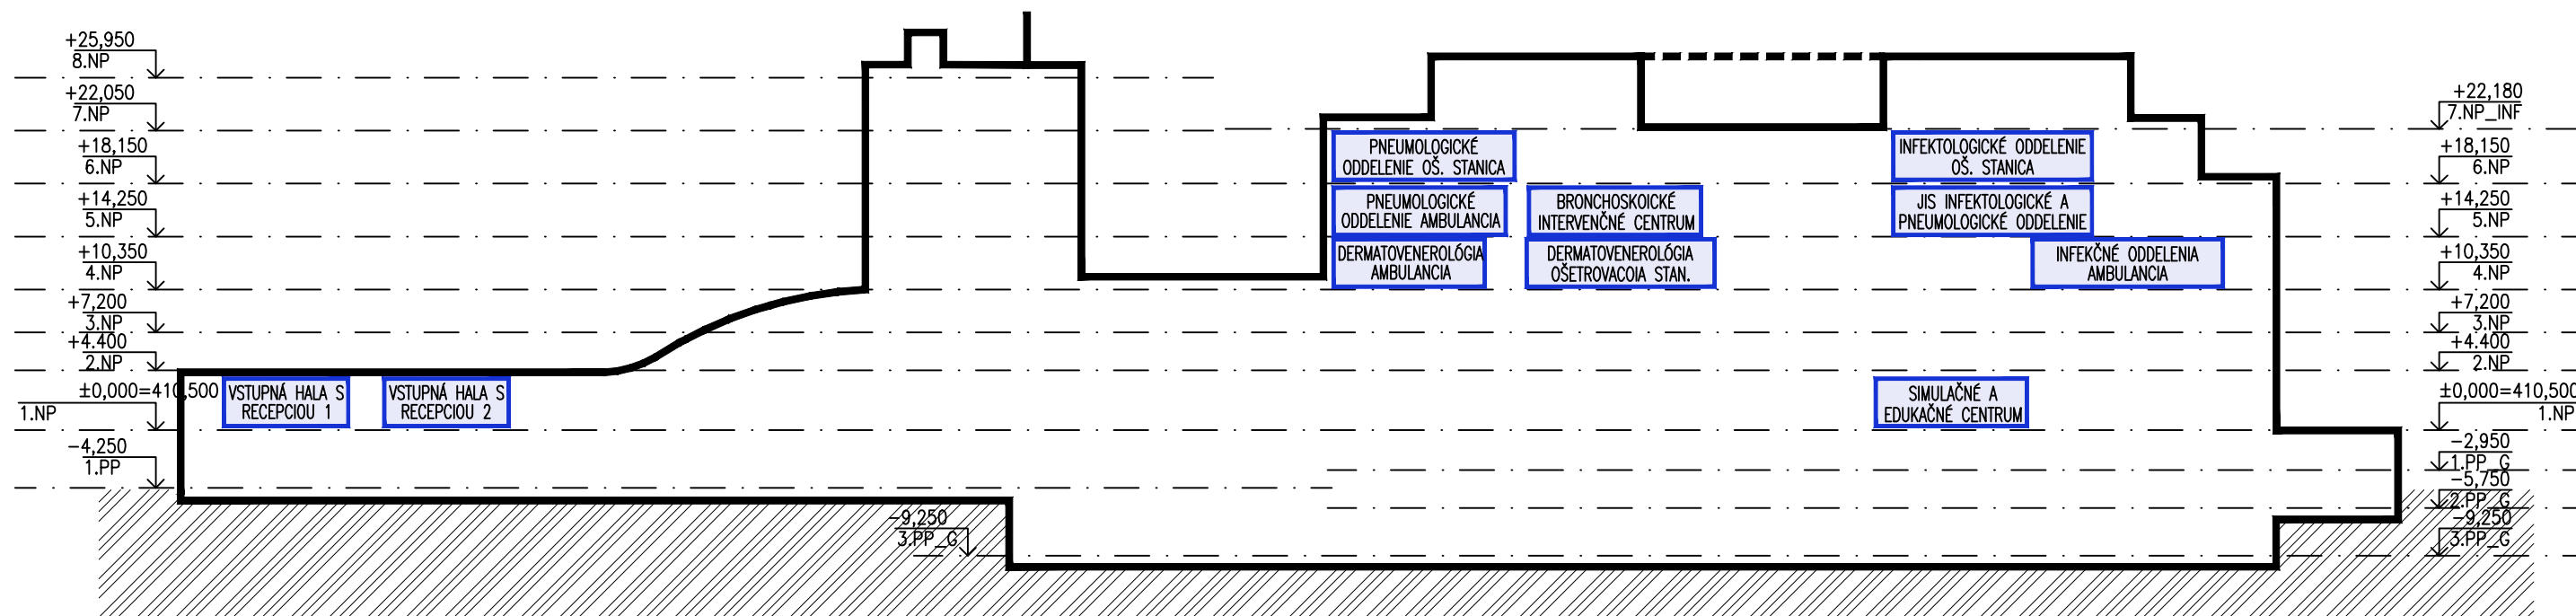 +25,950
8.NP
+22,050
7.NP
+18,150
6.NP
+14,250
5.NP
+10,350
4.NP
+7,200
3.NP
+4.400
2.NP
±0,000=410,500
1.NP
-4,250
1.PP
VSTUPNÁ HALA S
RECEPCIOU 1
VSTUPNÁ HALA S
RECEPCIOU 2
-9,250
3.PP_G
PNEUMOLOGICKÉ
ODDELENIE OŠ. STANICA
PNEUMOLOGICKÉ
ODDELENIE AMBULANCIA
BRONCHOSKOICKÉ
INTERVENČNÉ CENTRUM
DERMATOVENEROLÓGIA
AMBULANCIA
DERMATOVENEROLÓGIA
OŠETROVACOIA STAN.
INFEKTOLOGICKÉ ODDELENIE
OŠ. STANICA
JIS INFEKTOLOGICKÉ A
PNEUMOLOGICKÉ ODDELENIE
INFEKČNÉ ODDELENIA
AMBULANCIA
SIMULAČNÉ A
EDUKAČNÉ CENTRUM
+22,180
7.NP_INF
+18,150
6.NP
+14,250
5.NP
+10,350
4.NP
+7,200
3.NP
+4.400
2.NP
±0,000=410,500
1.NP
-2,950
1.PP_G
-5,750
2.PP_G
-9,250
3.PP_G